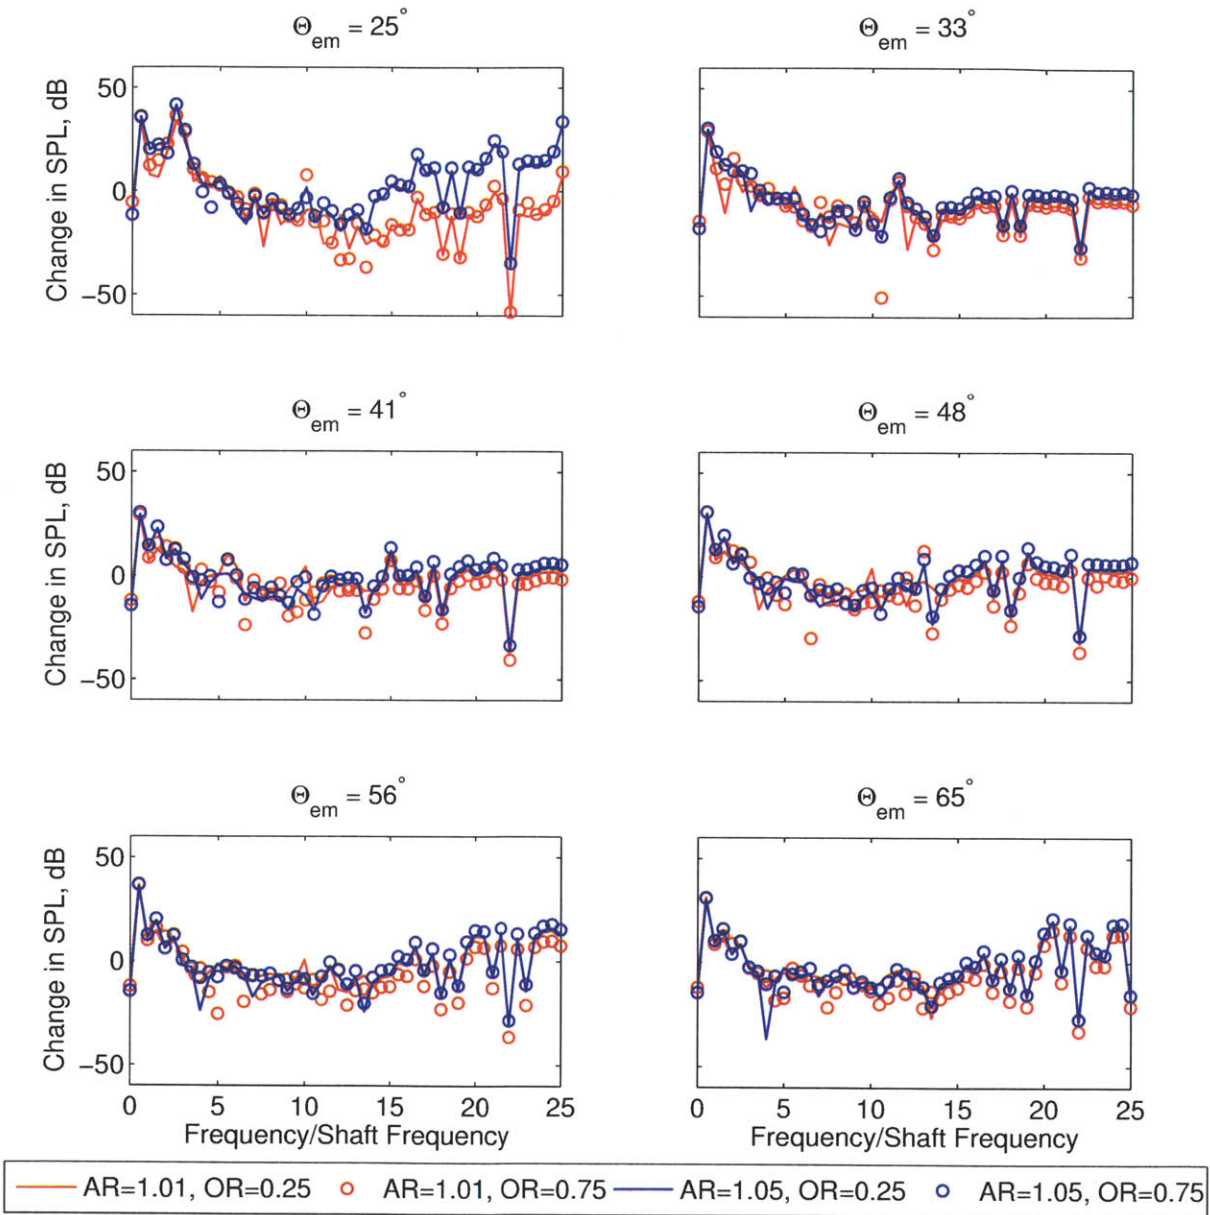 Θem = 25°
Θem = 33°
Change in SPL, dB
50
0
−50
Θem = 41°
Θem = 48°
Change in SPL, dB
50
0
−50
Θem = 56°
Θem = 65°
Change in SPL, dB
50
0
−50
0 5 10 15 20 25
0 5 10 15 20 25
Frequency/Shaft Frequency
Frequency/Shaft Frequency
AR=1.01, OR=0.25 AR=1.01, OR=0.75 AR=1.05, OR=0.25 AR=1.05, OR=0.75